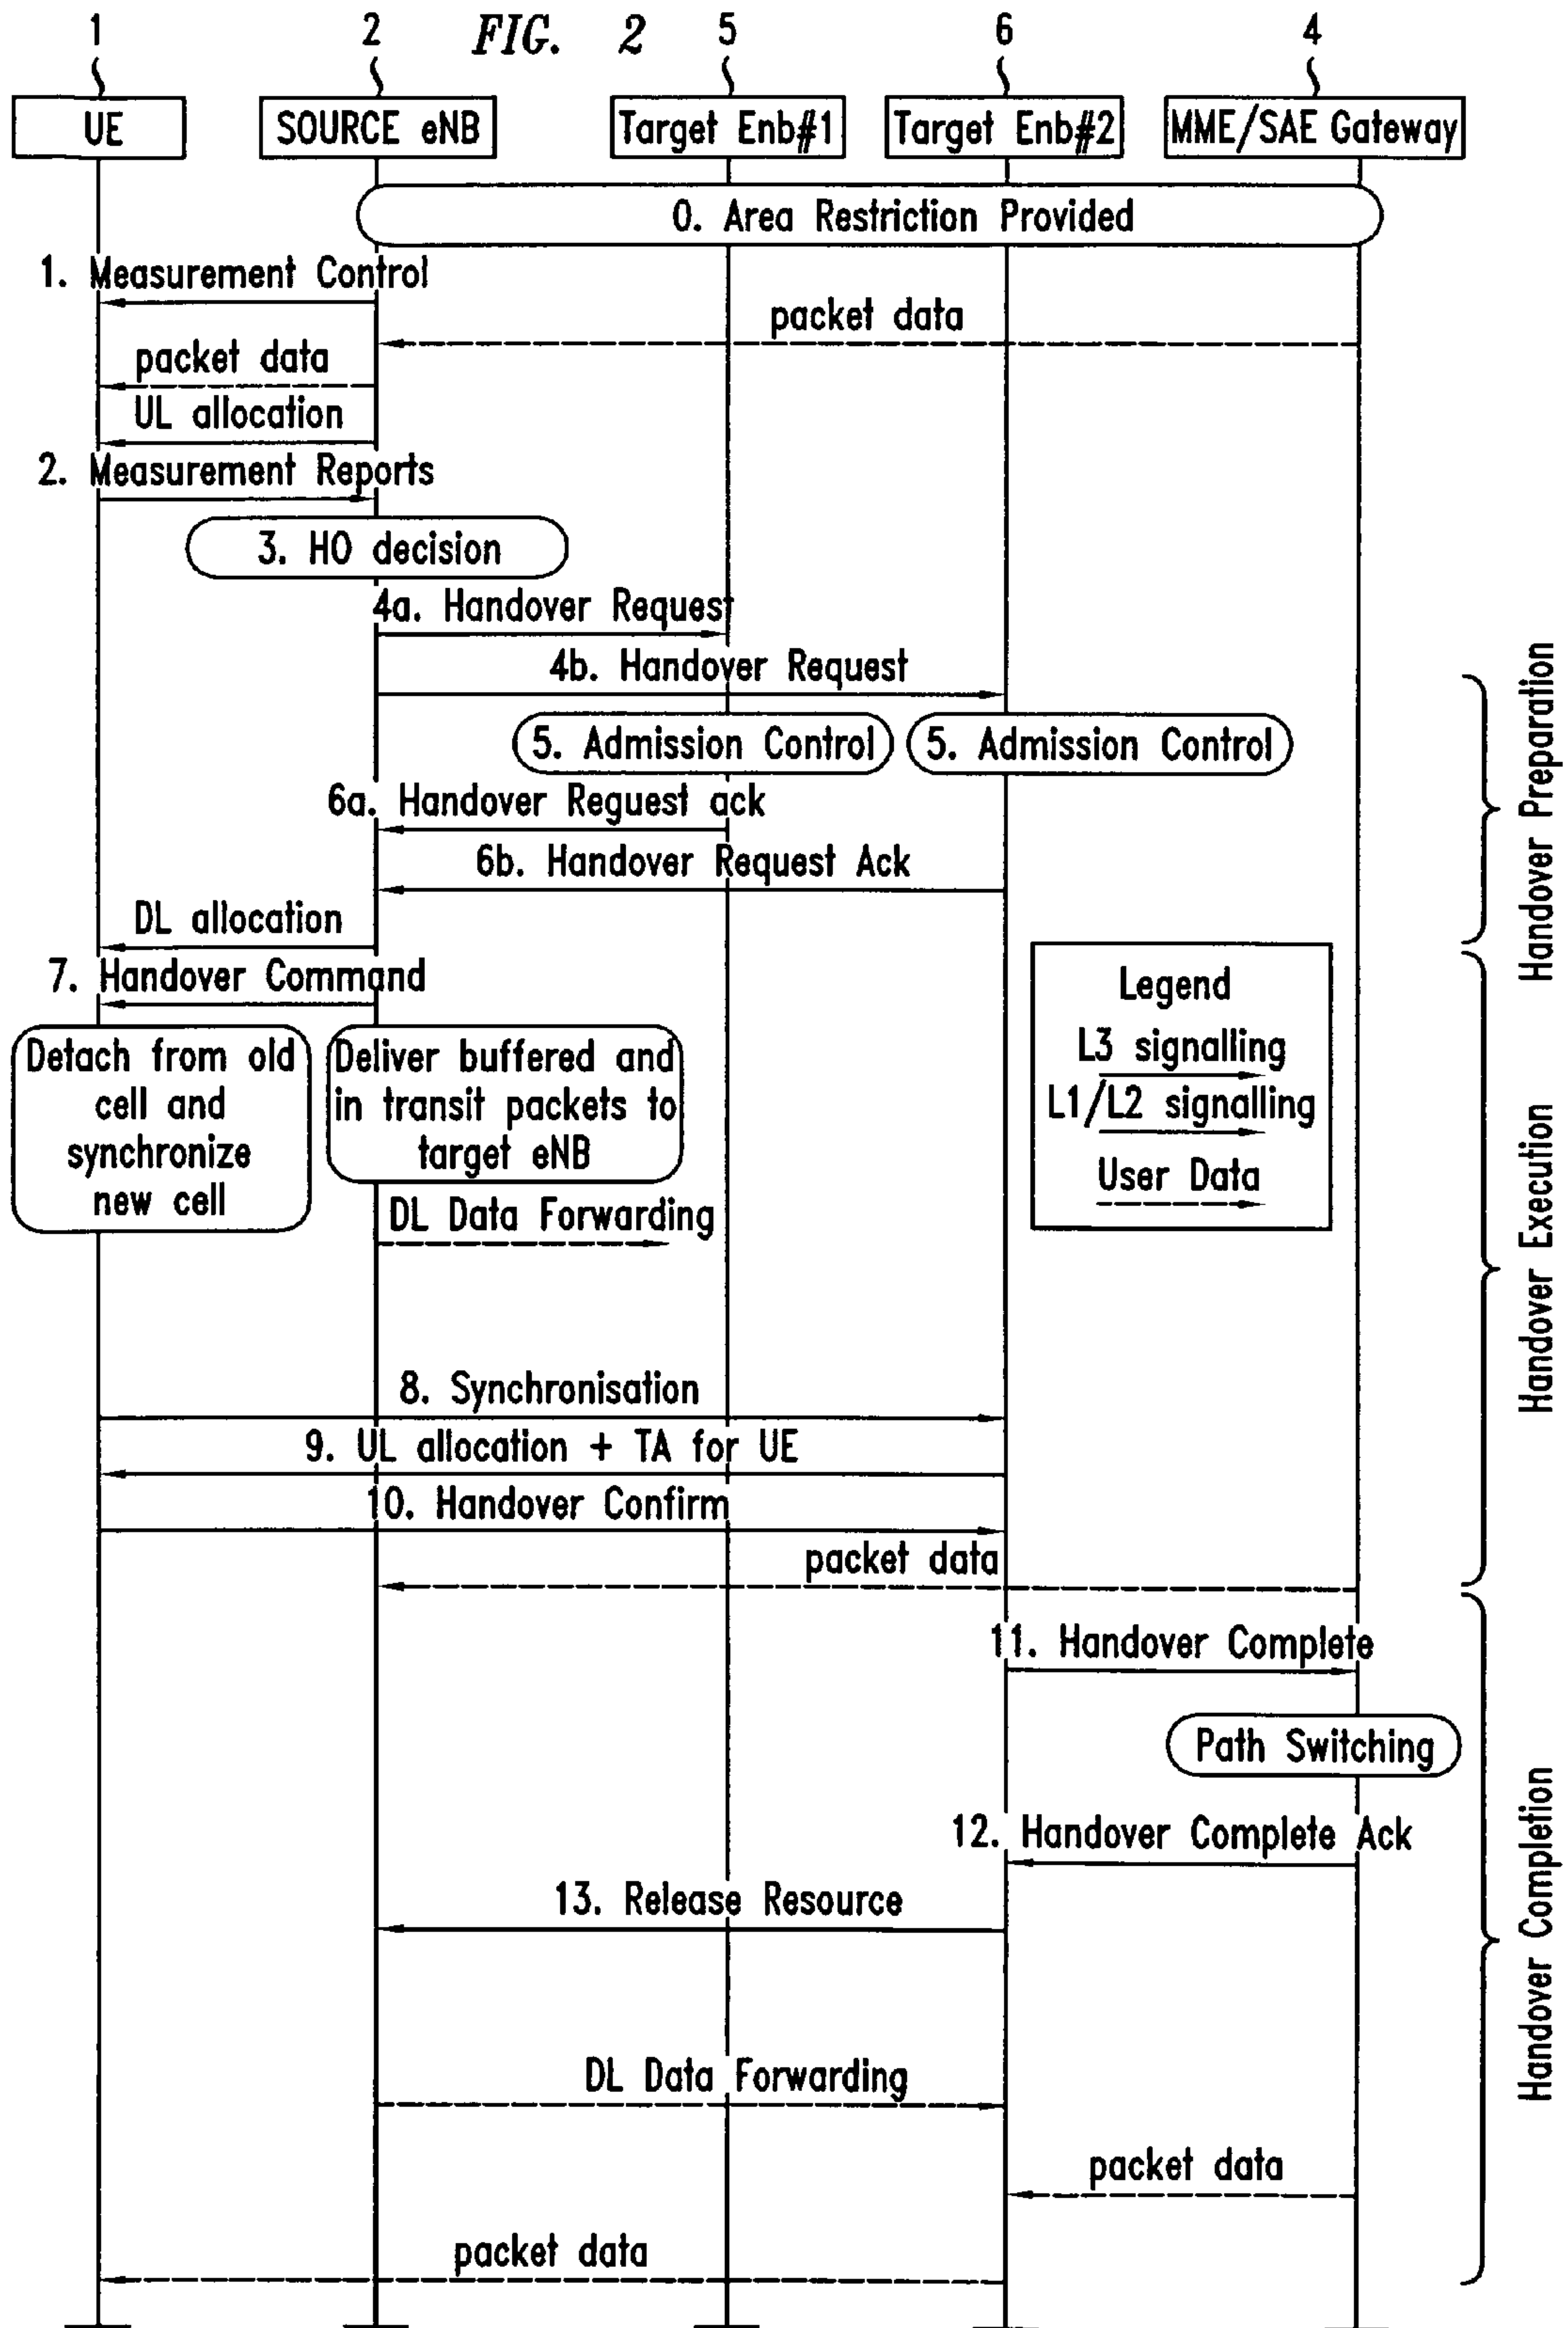 1 2 FIG. 2 5 6 4
UE SOURCE eNB Target Enb#1 Target Enb#2 MME/SAE Gateway
0. Area Restriction Provided
1. Measurement Control
packet data
packet data
UL allocation
2. Measurement Reports
3. HO decision
4a. Handover Request
4b. Handover Request
5. Admission Control 5. Admission Control
6a. Handover Reguest ack
6b. Handover Request Ack
DL allocation
7. Handover Command
Detach from old
cell and
synchronize
new cell
Deliver buffered and
in transit packets to
target eNB
DL Data Forwarding
Legend
L3 signalling
L1/L2 signalling
User Data
Handover Preparation
8. Synchronisation
9. UL allocation + TA for UE
10. Handover Confirm
packet data
Handover Execution
11. Handover Complete
Path Switching
12. Handover Complete Ack
13. Release Resource
DL Data Forwarding
packet data
packet data
Handover Completion